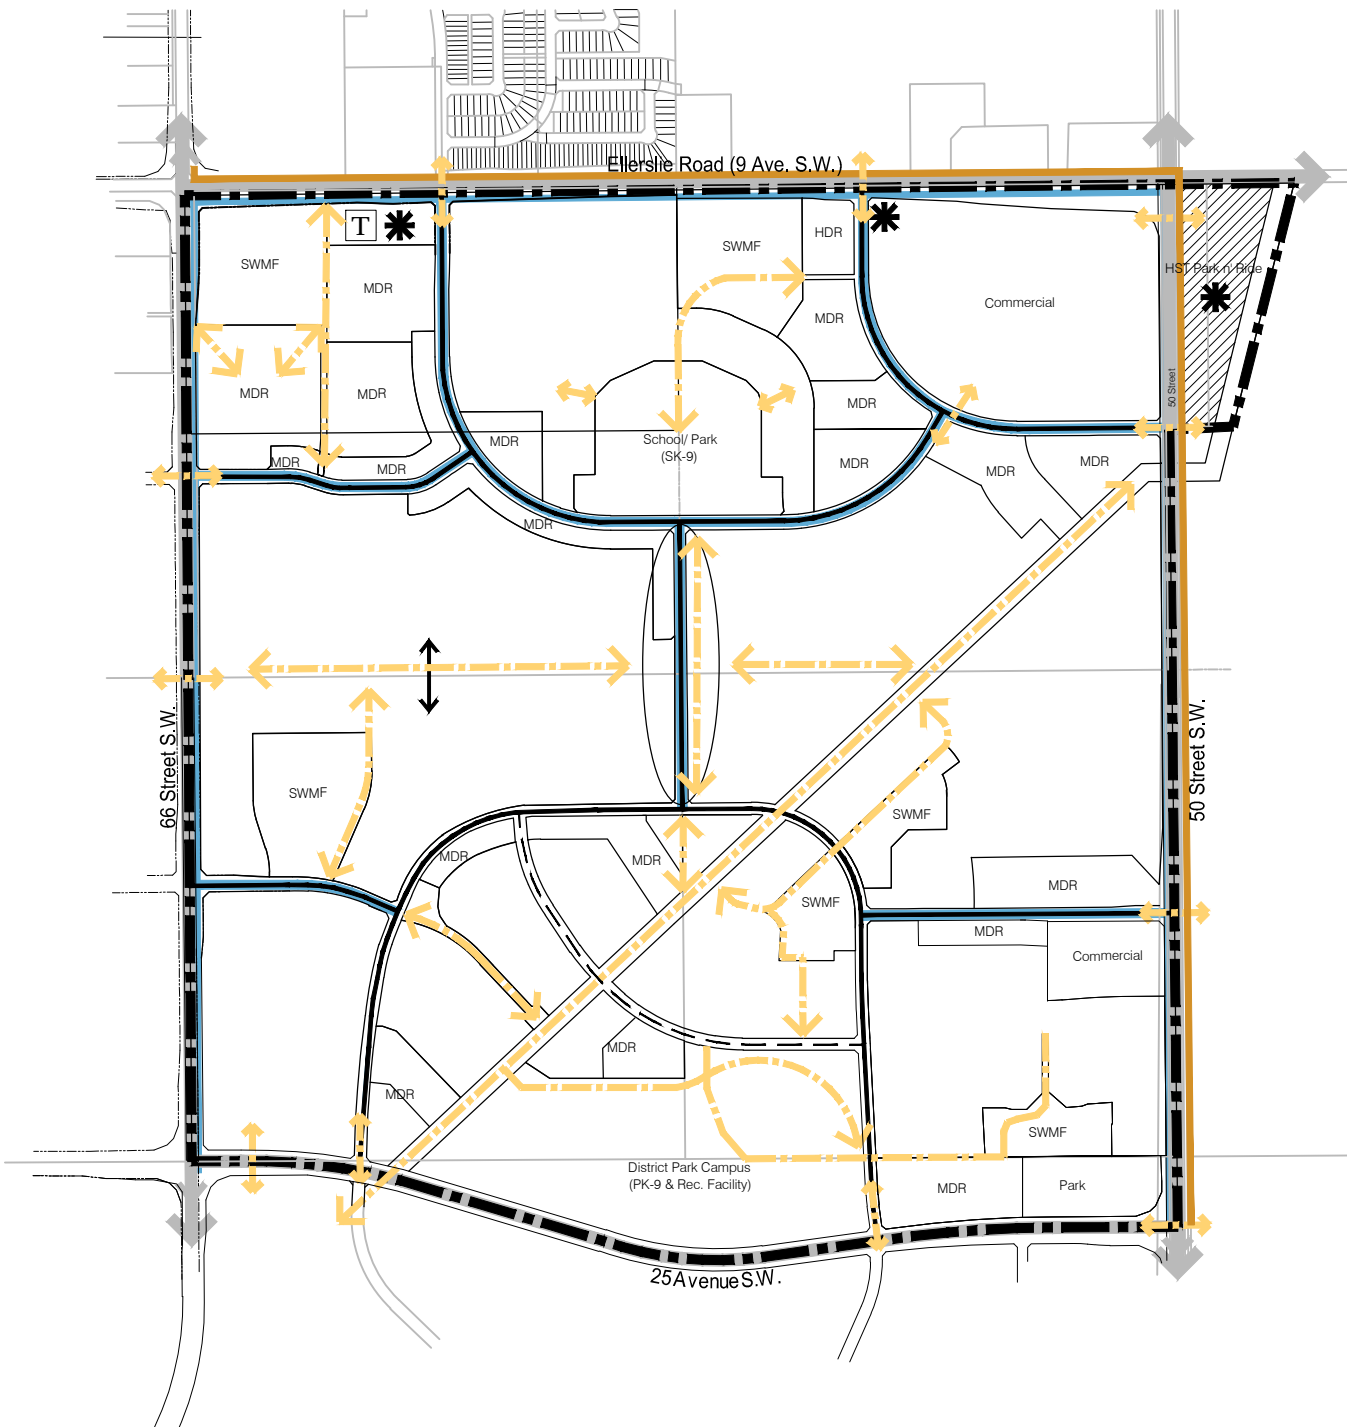 Ellerslie Road (9 Ave. S.W.)
T
HDR
SWMF
SWMF
HST Park n' Ride
MDR
Commercial
MDR
50 Street
MDR
MDR
MDR
School/ Park
(SK-9)
MDR
MDR
MDR
MDR
MDR
MDR
MDR
MDR
66 Street S.W.
50 Street S.W.
SWMF
SWMF
MDR
MDR
MDR
SWMF
MDR
Commercial
MDR
MDR
SWMF
District Park Campus
(PK-9 & Rec. Facility)
MDR
Park
25 Avenue S.W.